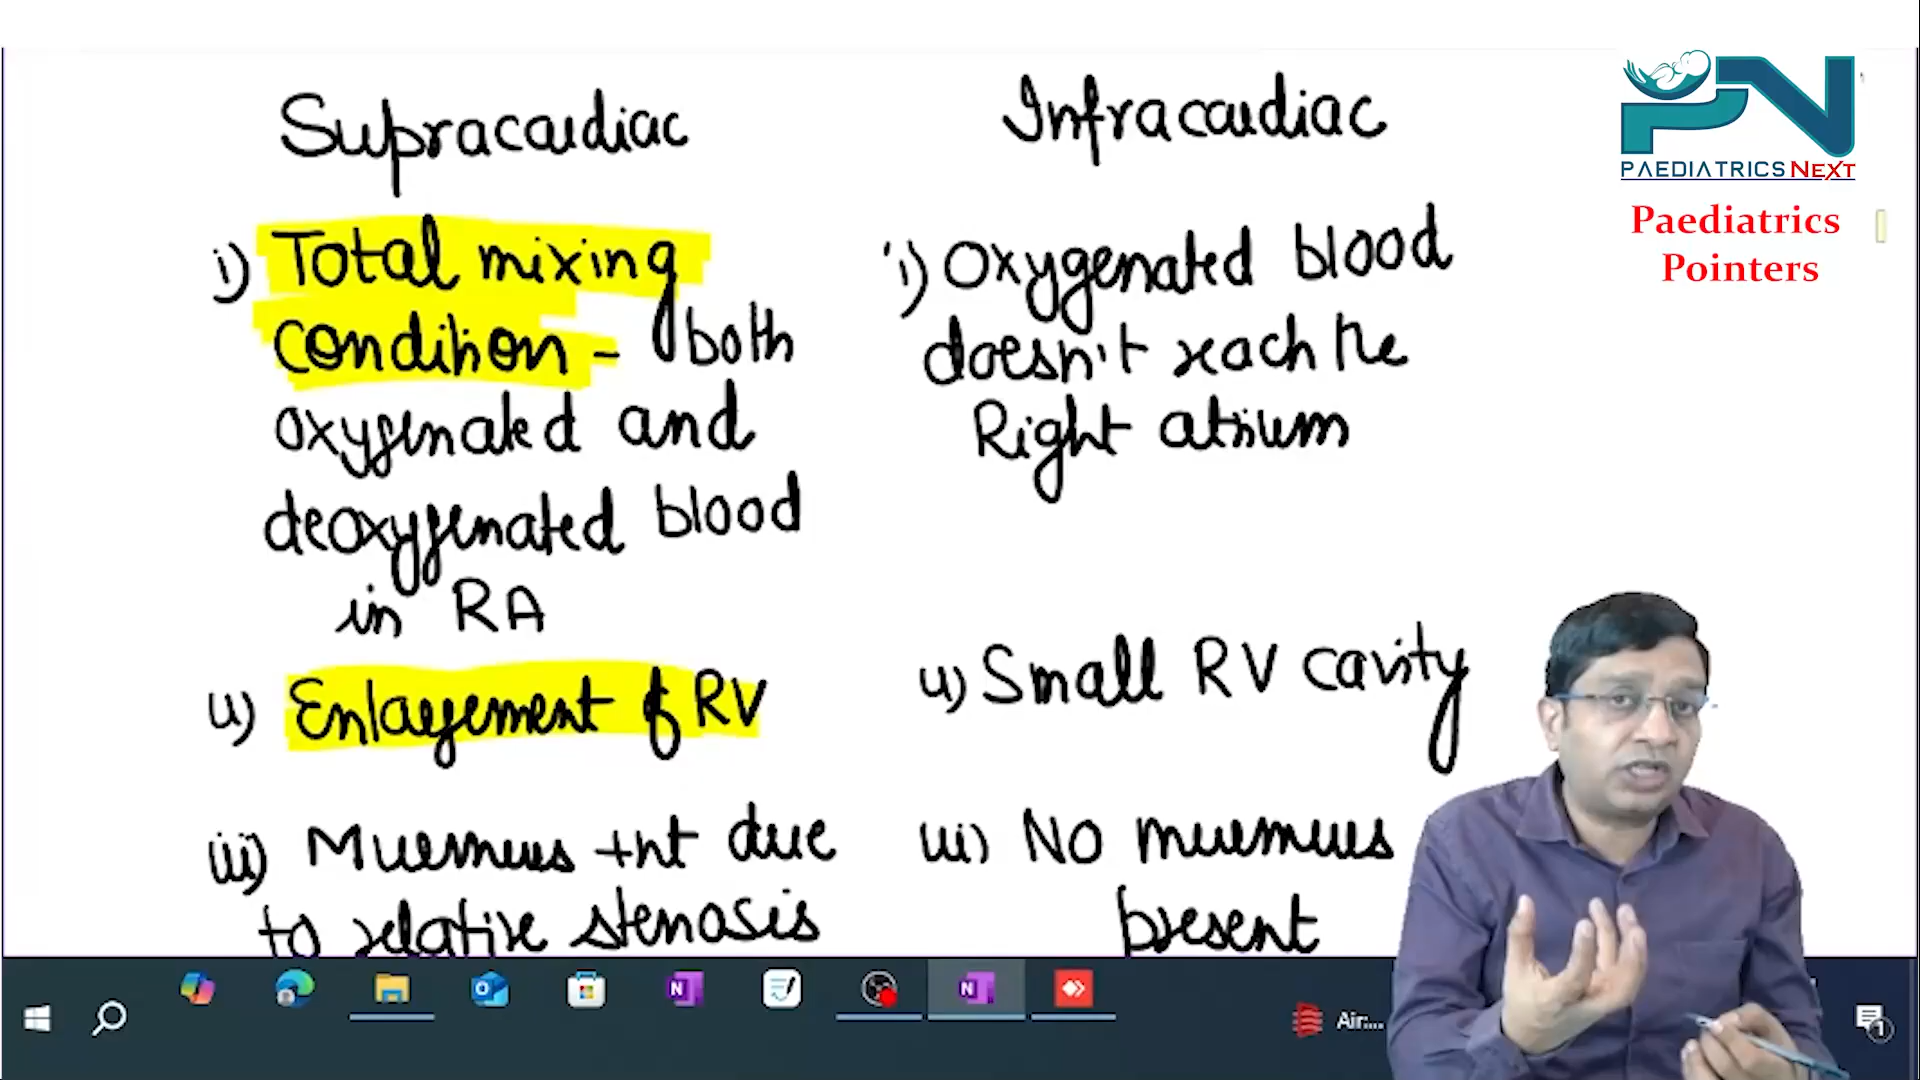 Supracardiac
i) Total mixing
condition - both
oxygenated and
deoxygenated blood
in RA
ii) Enlargement of RV
iii) Murmurs +nt due
to relative stenosis
Infracardiac
i) Oxygenated blood
doesn't reach the
Right atrium
ii) Small RV cavity
iii) No murmurs
present
PN
PAEDIATRICS NEXT
Paediatrics
Pointers
Air:...
1